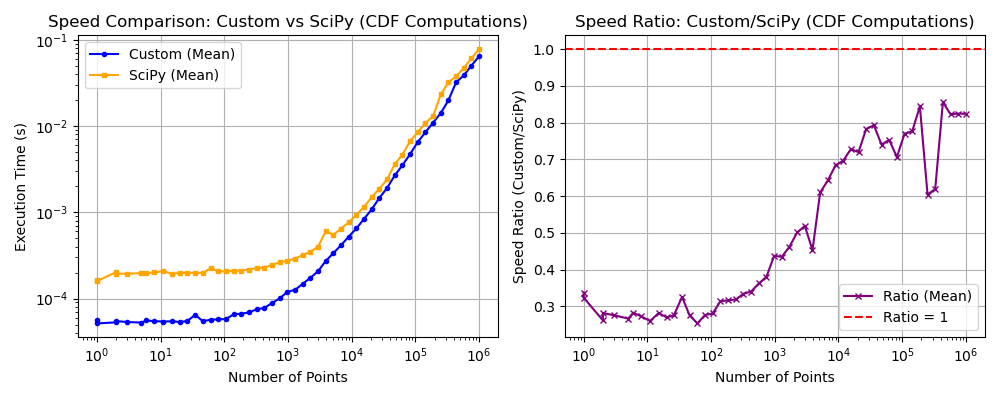 Speed Comparison: Custom vs SciPy (CDF Computations)
Execution Time (s)
10⁻¹
10⁻²
10⁻³
10⁻⁴
Custom (Mean)
SciPy (Mean)
10⁰ 10¹ 10² 10³ 10⁴ 10⁵ 10⁶
Number of Points
Speed Ratio: Custom/SciPy (CDF Computations)
Speed Ratio (Custom/SciPy)
1.0
0.9
0.8
0.7
0.6
0.5
0.4
0.3
Ratio (Mean)
Ratio = 1
10⁰ 10¹ 10² 10³ 10⁴ 10⁵ 10⁶
Number of Points